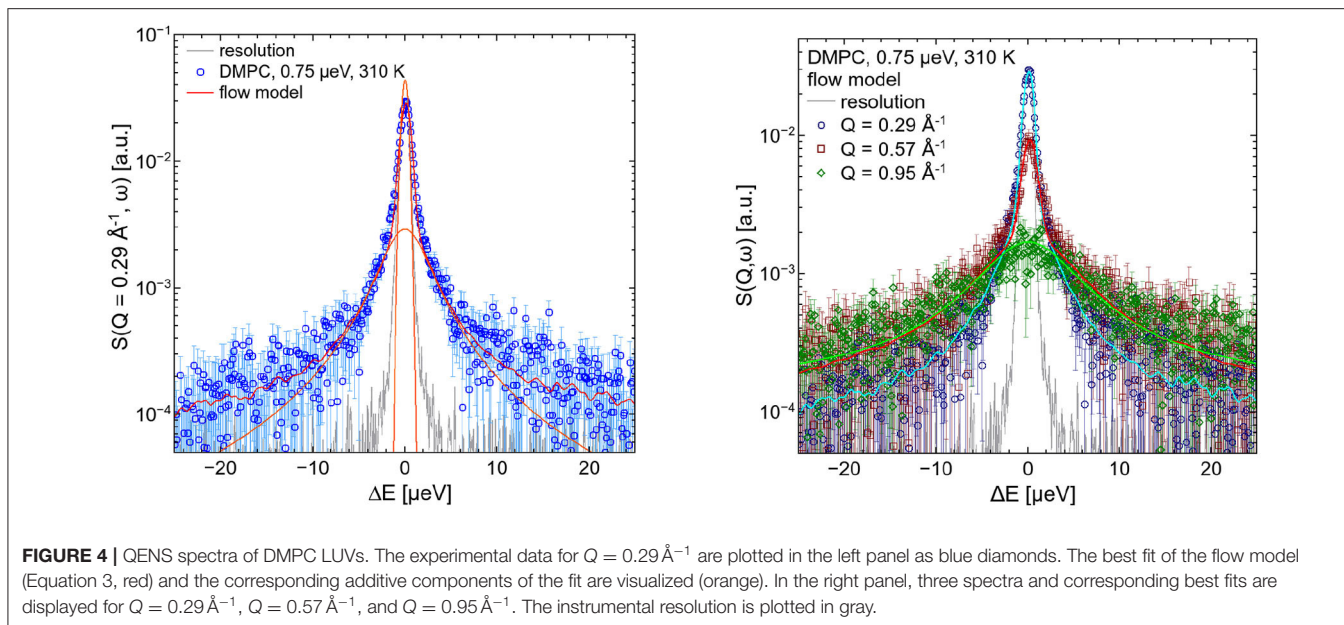 10⁻¹
resolution
DMPC, 0.75 µeV, 310 K
flow model
10⁻²
10⁻³
10⁻⁴
S(Q = 0.29 Å⁻¹, ω) [a.u.]
−20 −10 0 10 20
ΔE [µeV]
DMPC, 0.75 µeV, 310 K
flow model
resolution
Q = 0.29 Å⁻¹
Q = 0.57 Å⁻¹
Q = 0.95 Å⁻¹
10⁻²
10⁻³
10⁻⁴
S(Q,ω) [a.u.]
−20 −10 0 10 20
ΔE [µeV]
FIGURE 4 | QENS spectra of DMPC LUVs. The experimental data for Q = 0.29 Å⁻¹ are plotted in the left panel as blue diamonds. The best fit of the flow model
(Equation 3, red) and the corresponding additive components of the fit are visualized (orange). In the right panel, three spectra and corresponding best fits are
displayed for Q = 0.29 Å⁻¹, Q = 0.57 Å⁻¹, and Q = 0.95 Å⁻¹. The instrumental resolution is plotted in gray.